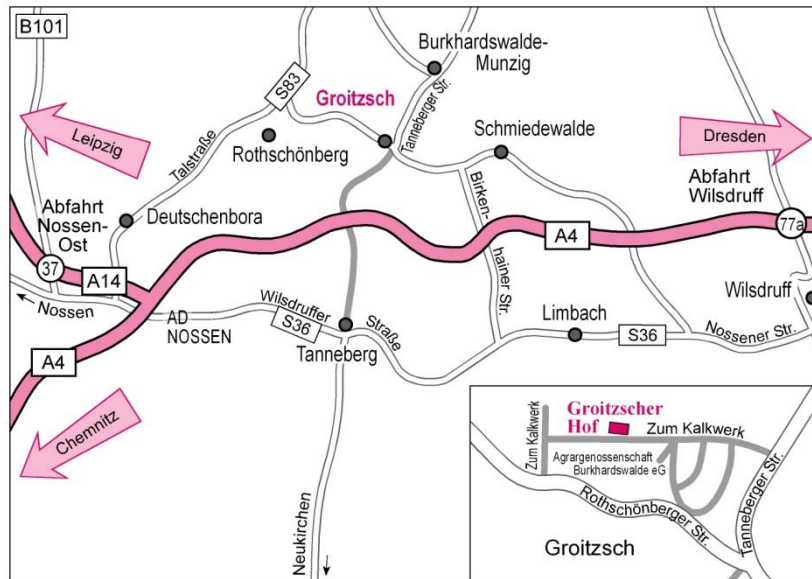 B101
Burkhardswalde-
Munzig
S83
Groitzsch
Tanneberger Str.
Leipzig
Dresden
Schmiedewalde
Talstraße
Rothschönberg
Abfahrt
Wilsdruff
Birken-
hainer Str.
Abfahrt
Nossen-
Ost
Deutschenbora
A4
77a
37
A14
Nossen
Wilsdruff
AD
NOSSEN
Wilsdruffer
Straße
S36
Limbach
S36
Nossener Str.
Tanneberg
A4
Chemnitz
Neukirchen
Groitzscher
Hof
Zum Kalkwerk
Zum Kalkwerk
Agrargenossenschaft
Burkhardswalde eG
Rothschönberger Str.
Tanneberger Str.
Groitzsch